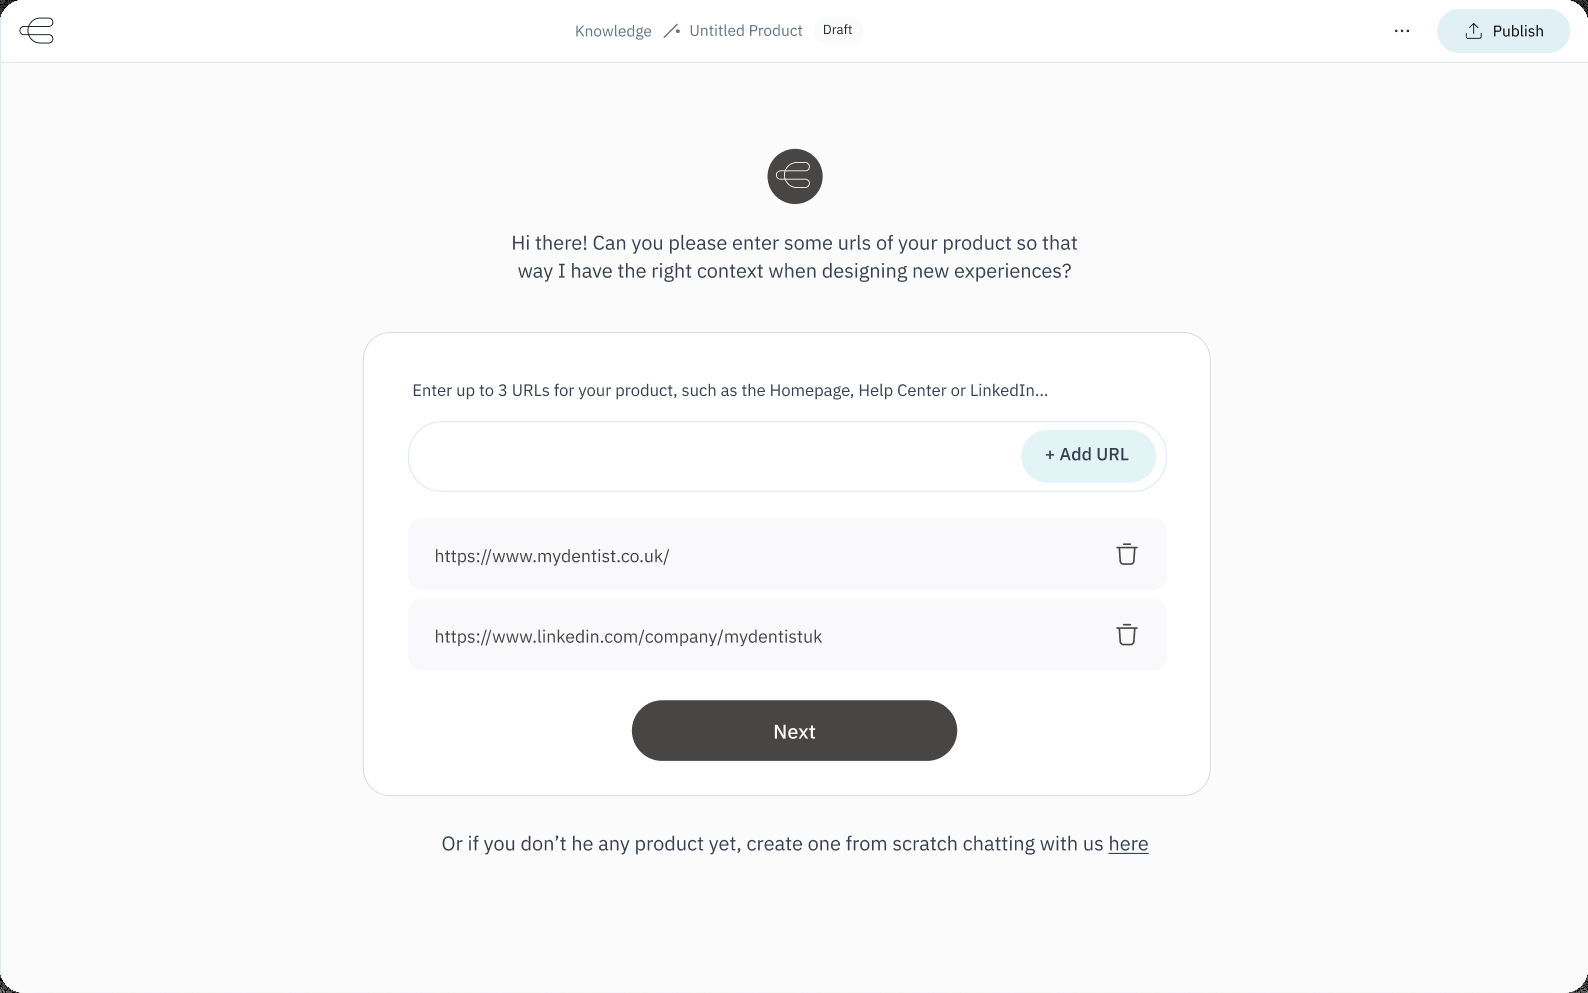 Knowledge
Untitled Product
Draft
Publish
Hi there! Can you please enter some urls of your product so that
way I have the right context when designing new experiences?
Enter up to 3 URLs for your product, such as the Homepage, Help Center or LinkedIn...
+ Add URL
https://www.mydentist.co.uk/
https://www.linkedin.com/company/mydentistuk
Next
Or if you don’t he any product yet, create one from scratch chatting with us here